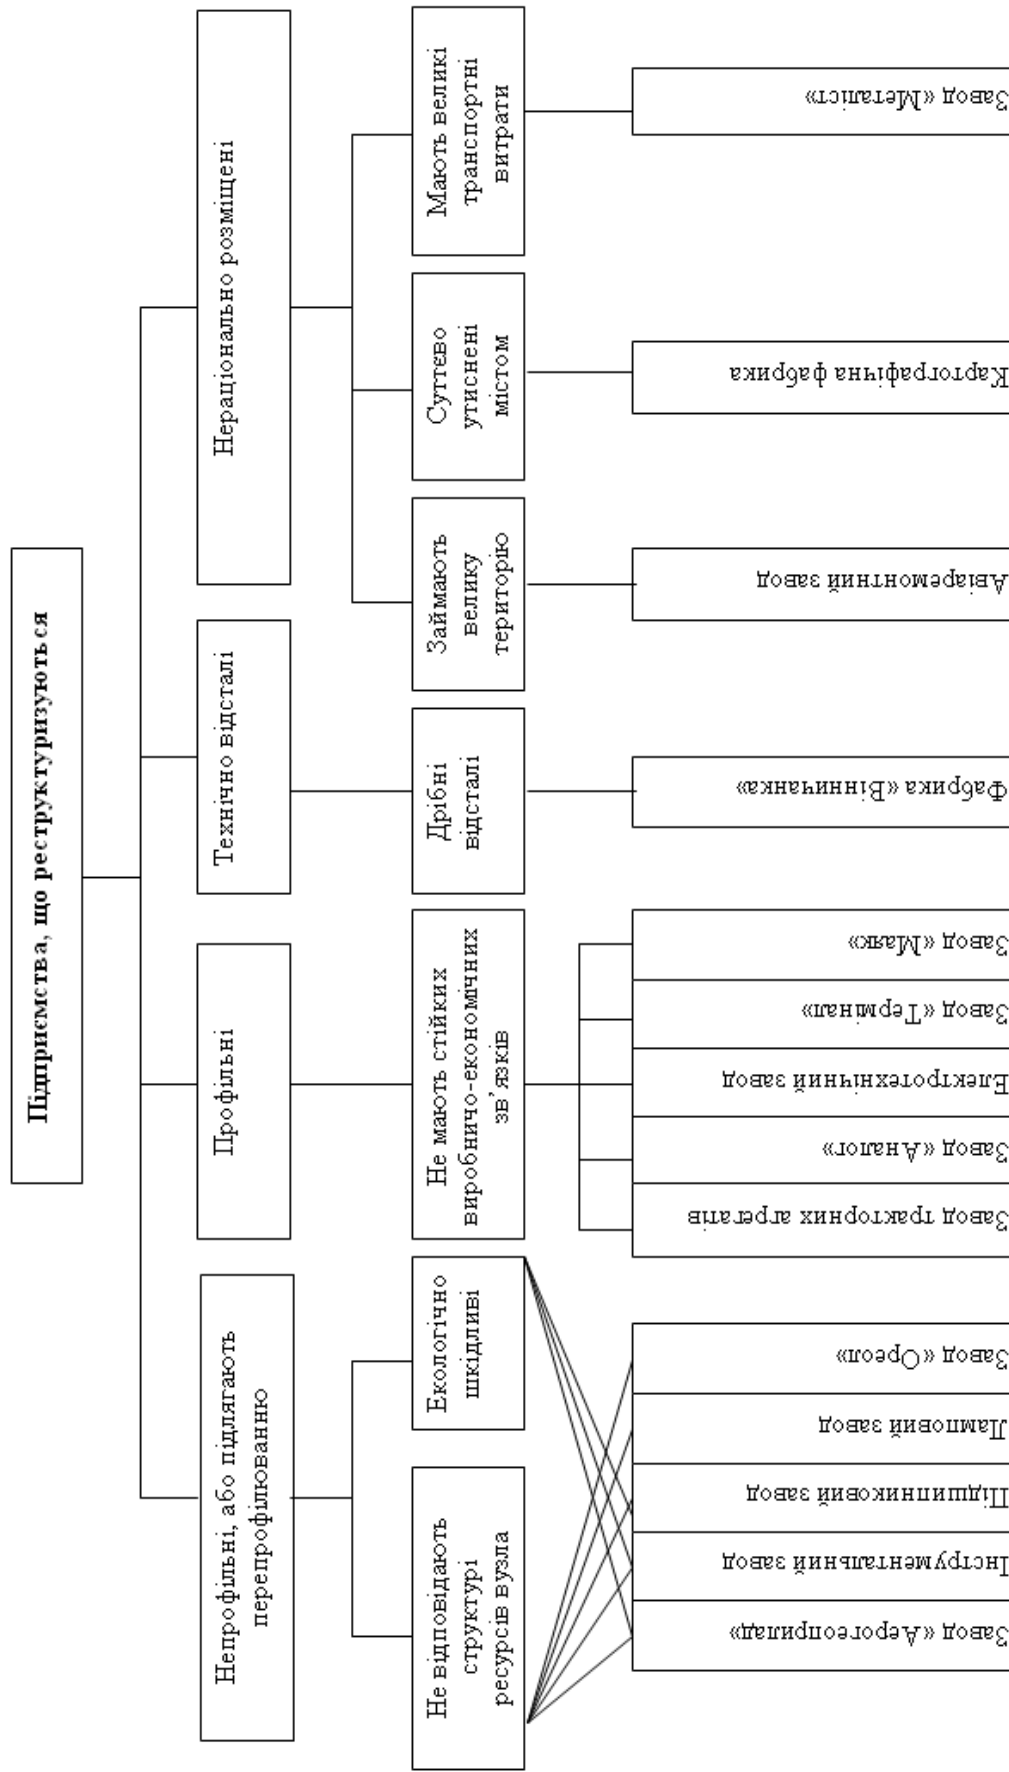 Підприємства, що реструктуризуються
Непрофільні, або підлягають
перепрофілюванню
Профільні
Технічно відсталі
Нераціонально розміщені
Не відповідають
структурі
ресурсів вузла
Екологічно
шкідливі
Не мають стійких
виробничо-економічних
зв’язків
Дрібні
відсталі
Займають
велику
територію
Суттєво
утиснені
містом
Мають великі
транспортні
витрати
Завод «Аерогеоприлад»
Інструментальний завод
Підшипниковий завод
Ламповий завод
Завод «Ореол»
Завод тракторних агрегатів
Завод «Аналог»
Електротехнічний завод
Завод «Термінал»
Завод «Маяк»
Фабрика «Вінничанка»
Авіаремонтний завод
Картографічна фабрика
Завод «Металіст»